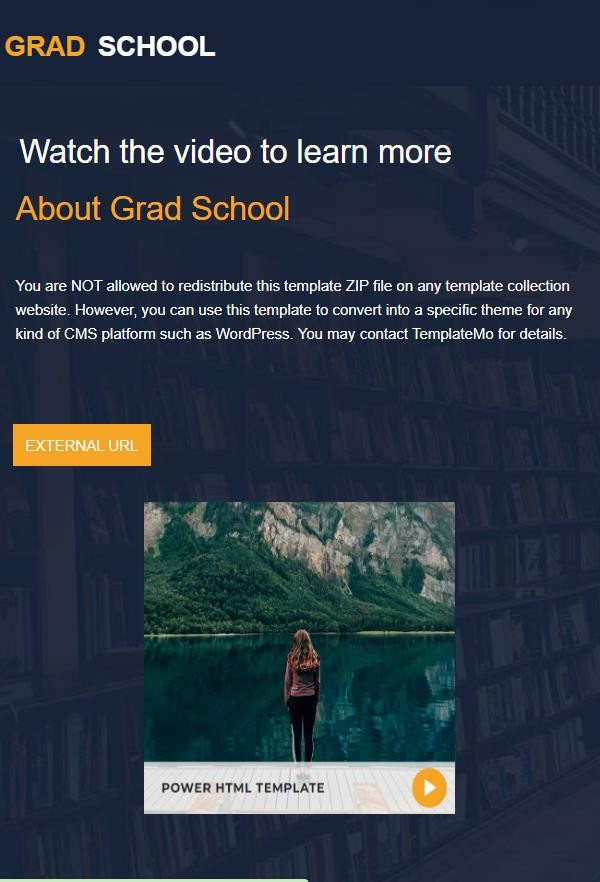 GRAD SCHOOL
Watch the video to learn more
About Grad School
You are NOT allowed to redistribute this template ZIP file on any template collection
website. However, you can use this template to convert into a specific theme for any
kind of CMS platform such as WordPress. You may contact TemplateMo for details.
EXTERNAL URL
POWER HTML TEMPLATE